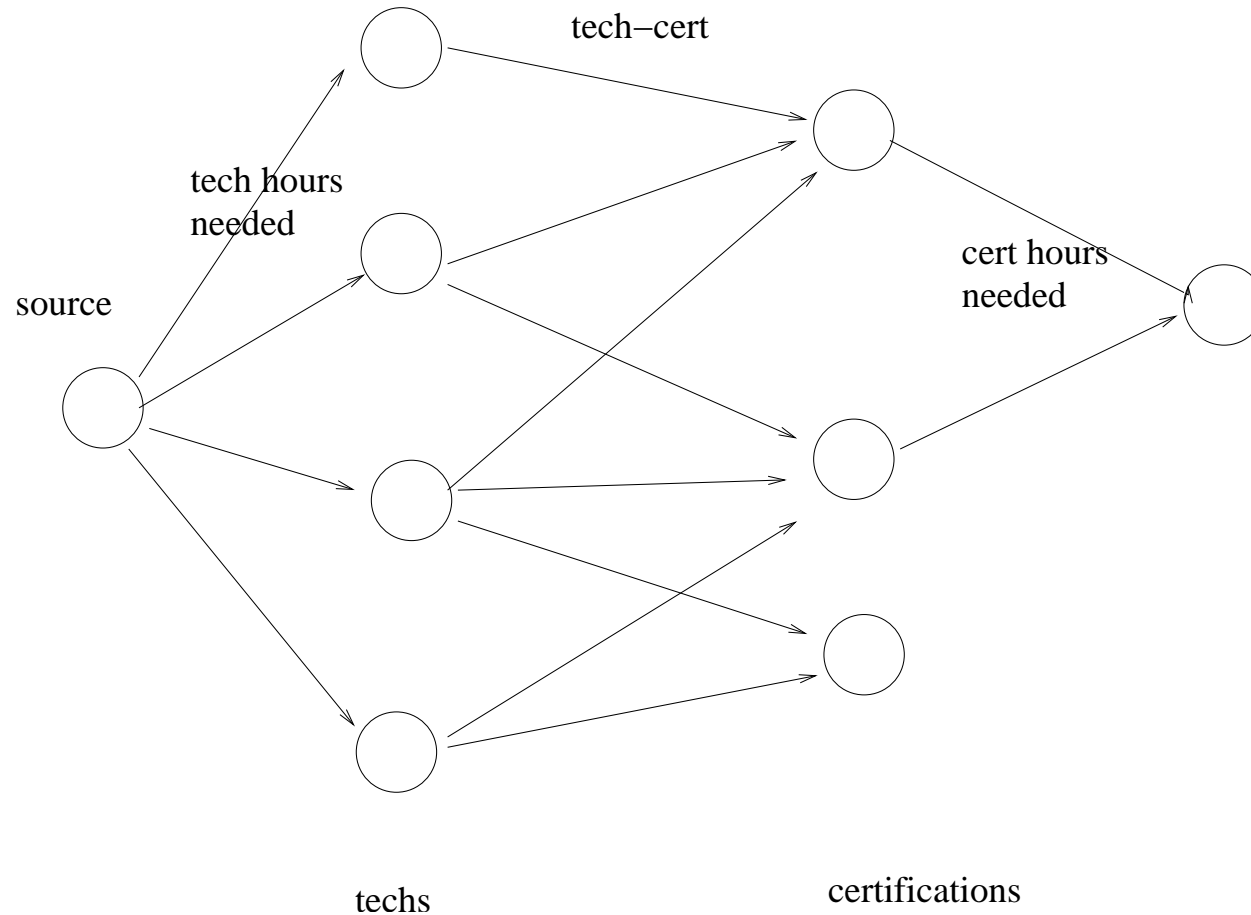 tech−cert
tech hours
needed
cert hours
needed
source
techs
certifications